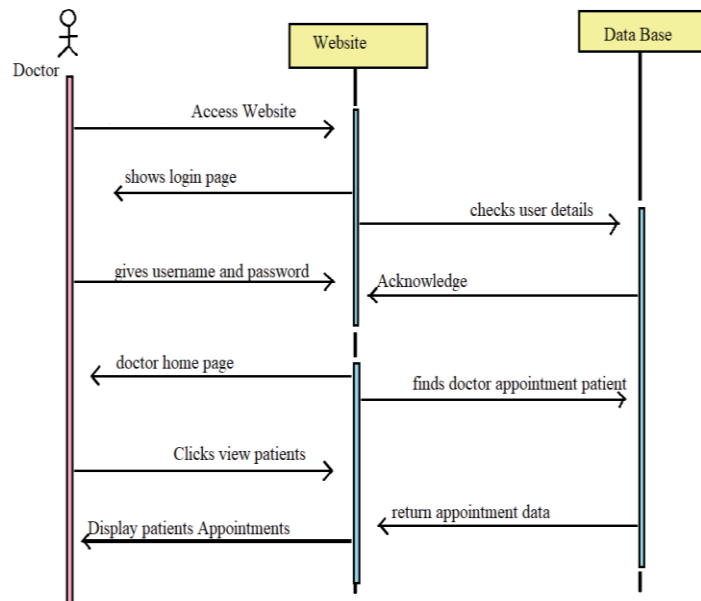 Website
Data Base
Doctor
Access Website
shows login page
checks user details
gives username and password
Acknowledge
doctor home page
finds doctor appointment patient
Clicks view patients
return appointment data
Display patients Appointments